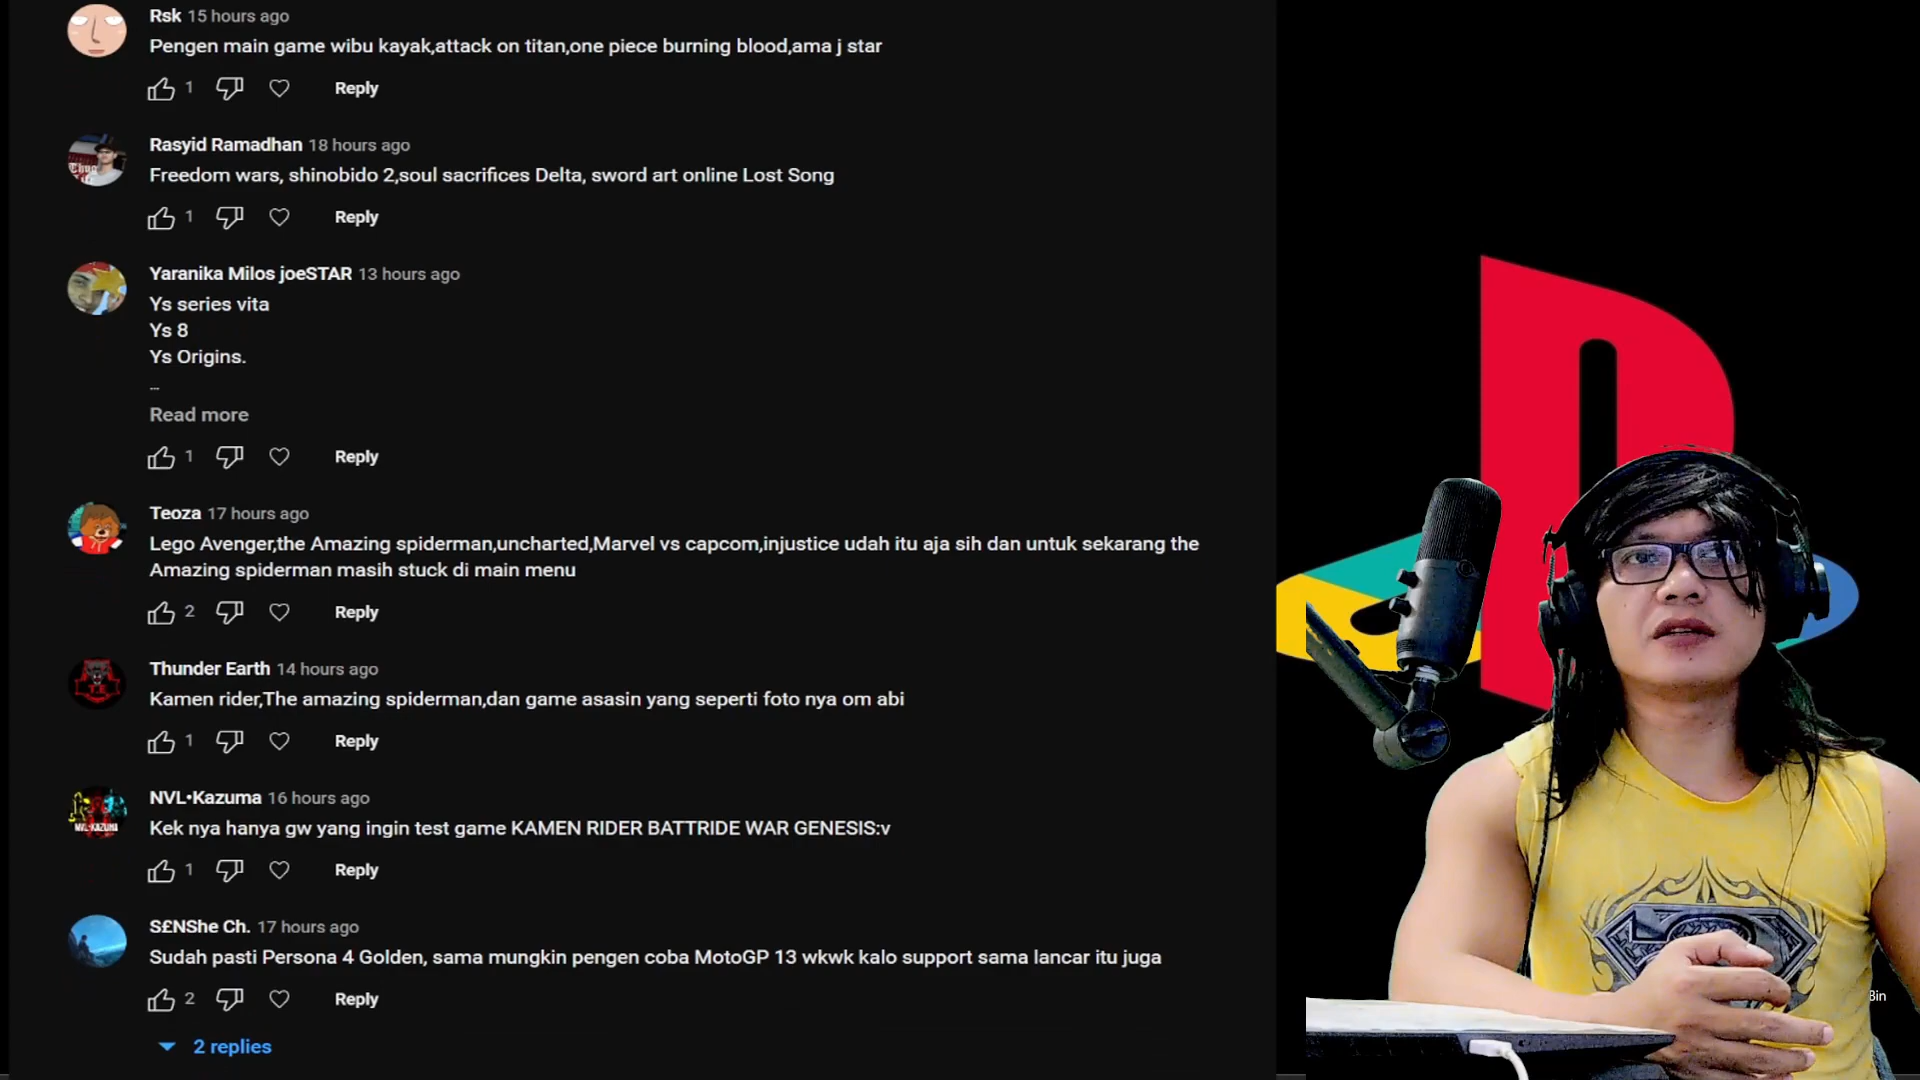 Rsk 15 hours ago
Pengen main game wibu kayak,attack on titan,one piece burning blood,ama j star
1 Reply
Rasyid Ramadhan 18 hours ago
Freedom wars, shinobido 2,soul sacrifices Delta, sword art online Lost Song
1 Reply
Yaranika Milos joeSTAR 13 hours ago
Ys series vita
Ys 8
Ys Origins.
...
Read more
1 Reply
Teoza 17 hours ago
Lego Avenger,the Amazing spiderman,uncharted,Marvel vs capcom,injustice udah itu aja sih dan untuk sekarang the
Amazing spiderman masih stuck di main menu
2 Reply
Thunder Earth 14 hours ago
Kamen rider,The amazing spiderman,dan game asasin yang seperti foto nya om abi
1 Reply
NVL•Kazuma 16 hours ago
Kek nya hanya gw yang ingin test game KAMEN RIDER BATTRIDE WAR GENESIS:v
1 Reply
S£NShe Ch. 17 hours ago
Sudah pasti Persona 4 Golden, sama mungkin pengen coba MotoGP 13 wkwk kalo support sama lancar itu juga
2 Reply
2 replies
Bin